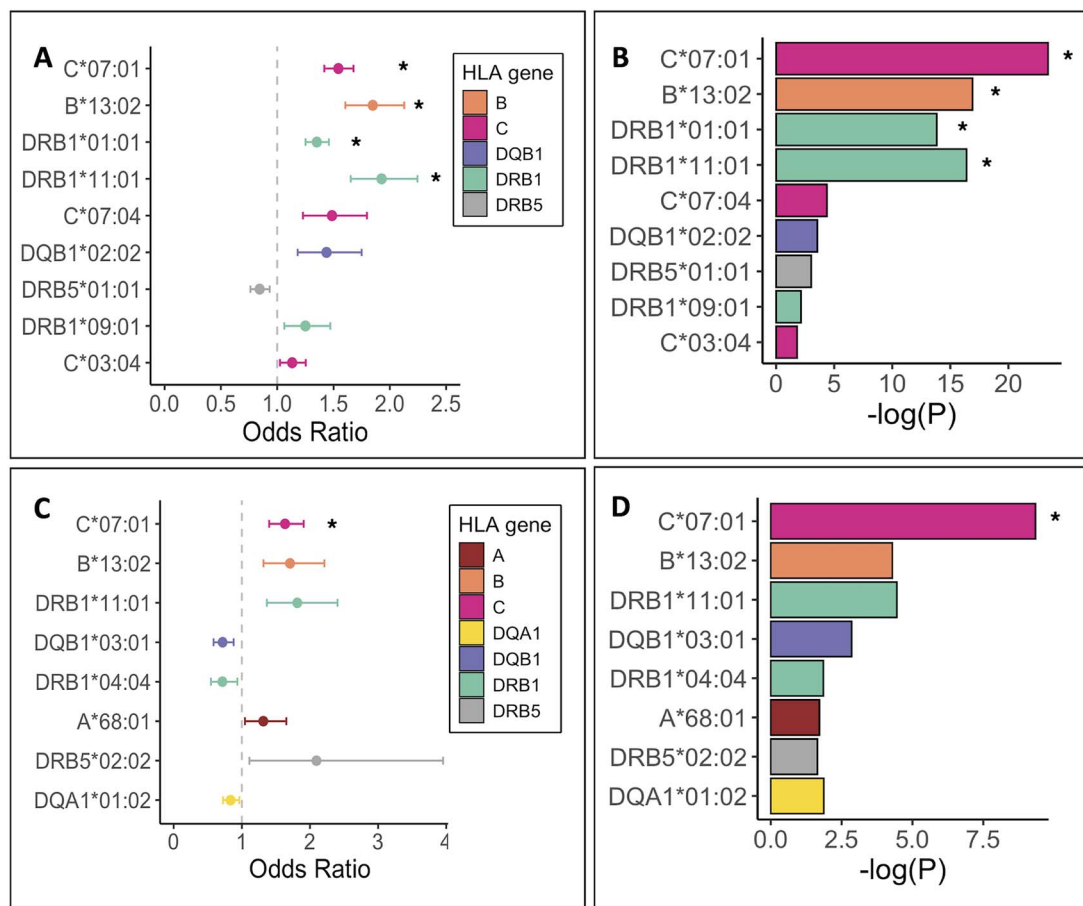 A
C*07:01
*
B*13:02
*
DRB1*01:01
*
DRB1*11:01
*
C*07:04
DQB1*02:02
DRB5*01:01
DRB1*09:01
C*03:04
0.0 0.5 1.0 1.5 2.0 2.5
Odds Ratio
HLA gene
B
C
DQB1
DRB1
DRB5
B
C*07:01
*
B*13:02
*
DRB1*01:01
*
DRB1*11:01
*
C*07:04
DQB1*02:02
DRB5*01:01
DRB1*09:01
C*03:04
0 5 10 15 20
-log(P)
C
C*07:01
*
B*13:02
DRB1*11:01
DQB1*03:01
DRB1*04:04
A*68:01
DRB5*02:02
DQA1*01:02
0 1 2 3 4
Odds Ratio
HLA gene
A
B
C
DQA1
DQB1
DRB1
DRB5
D
C*07:01
*
B*13:02
DRB1*11:01
DQB1*03:01
DRB1*04:04
A*68:01
DRB5*02:02
DQA1*01:02
0.0 2.5 5.0 7.5
-log(P)